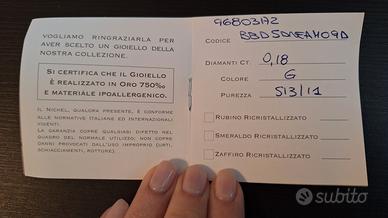 VOGLIAMO RINGRAZIARLA PER
AVER SCELTO UN GIOIELLO DELLA
NOSTRA COLLEZIONE.
SI CERTIFICA CHE IL GIOIELLO
È REALIZZATO IN ORO 750‰
E MATERIALE IPOALLERGENICO.
IL NICHEL, QUALORA PRESENTE, È CONFORME
ALLE NORMATIVE ITALIANE ED INTERNAZIONALI
VIGENTI.
LA GARANZIA COPRE QUALSIASI DIFETTO NEL
QUADRO DEL NORMALE UTILIZZO; NON COPRE
DANNI PROVOCATI DALL'USO IMPROPRIO (URTI,
SCHIACCIAMENTI, ROTTURE).
CODICE
DIAMANTI CT. 0,18
COLORE G
PUREZZA SI3/I1
RUBINO RICRISTALLIZZATO
SMERALDO RICRISTALLIZZATO
ZAFFIRO RICRISTALLIZZATO
subito